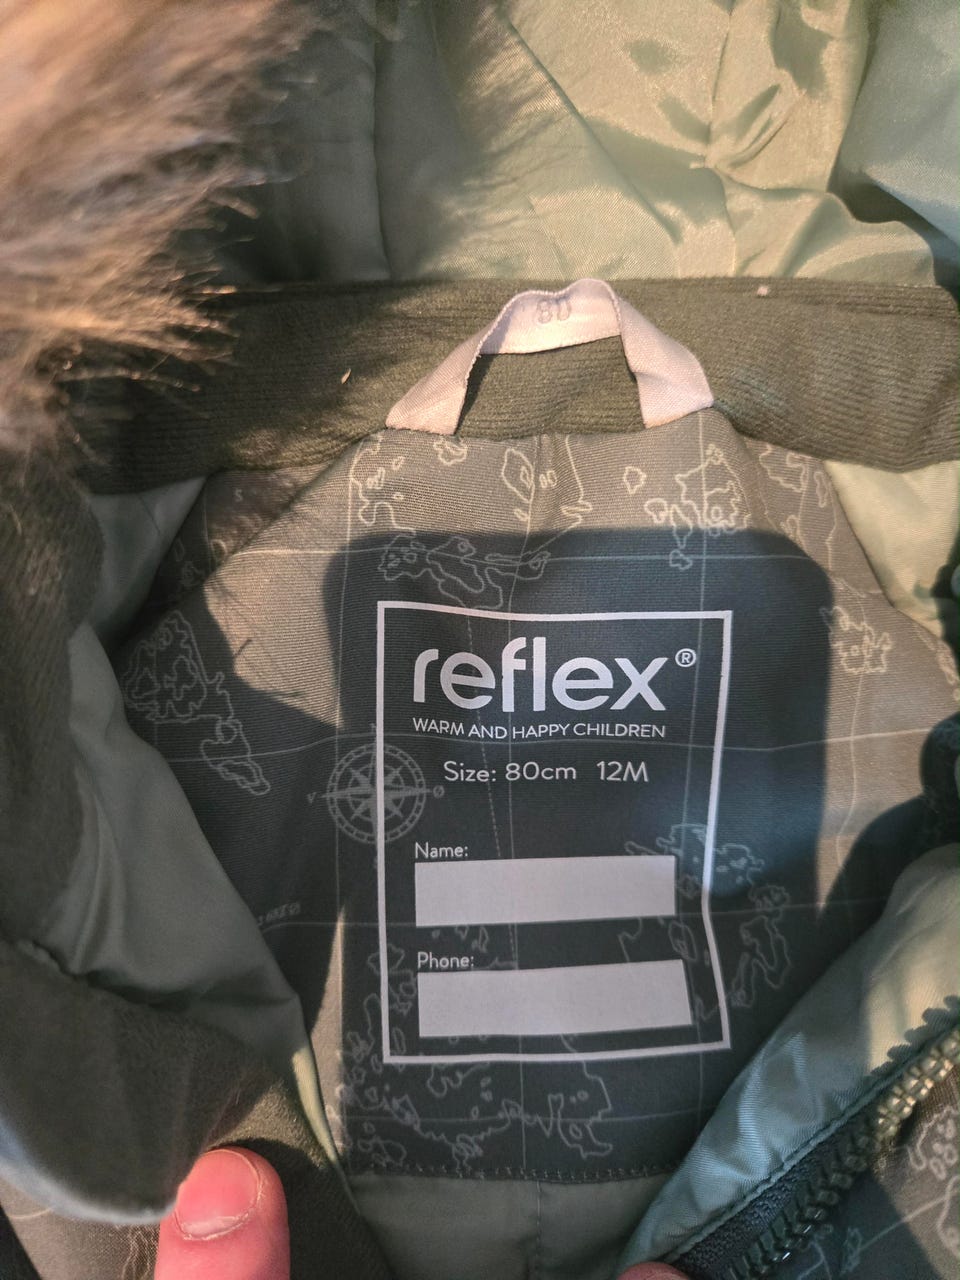 80
reflex®
WARM AND HAPPY CHILDREN
Size: 80cm 12M
Name:
Phone: